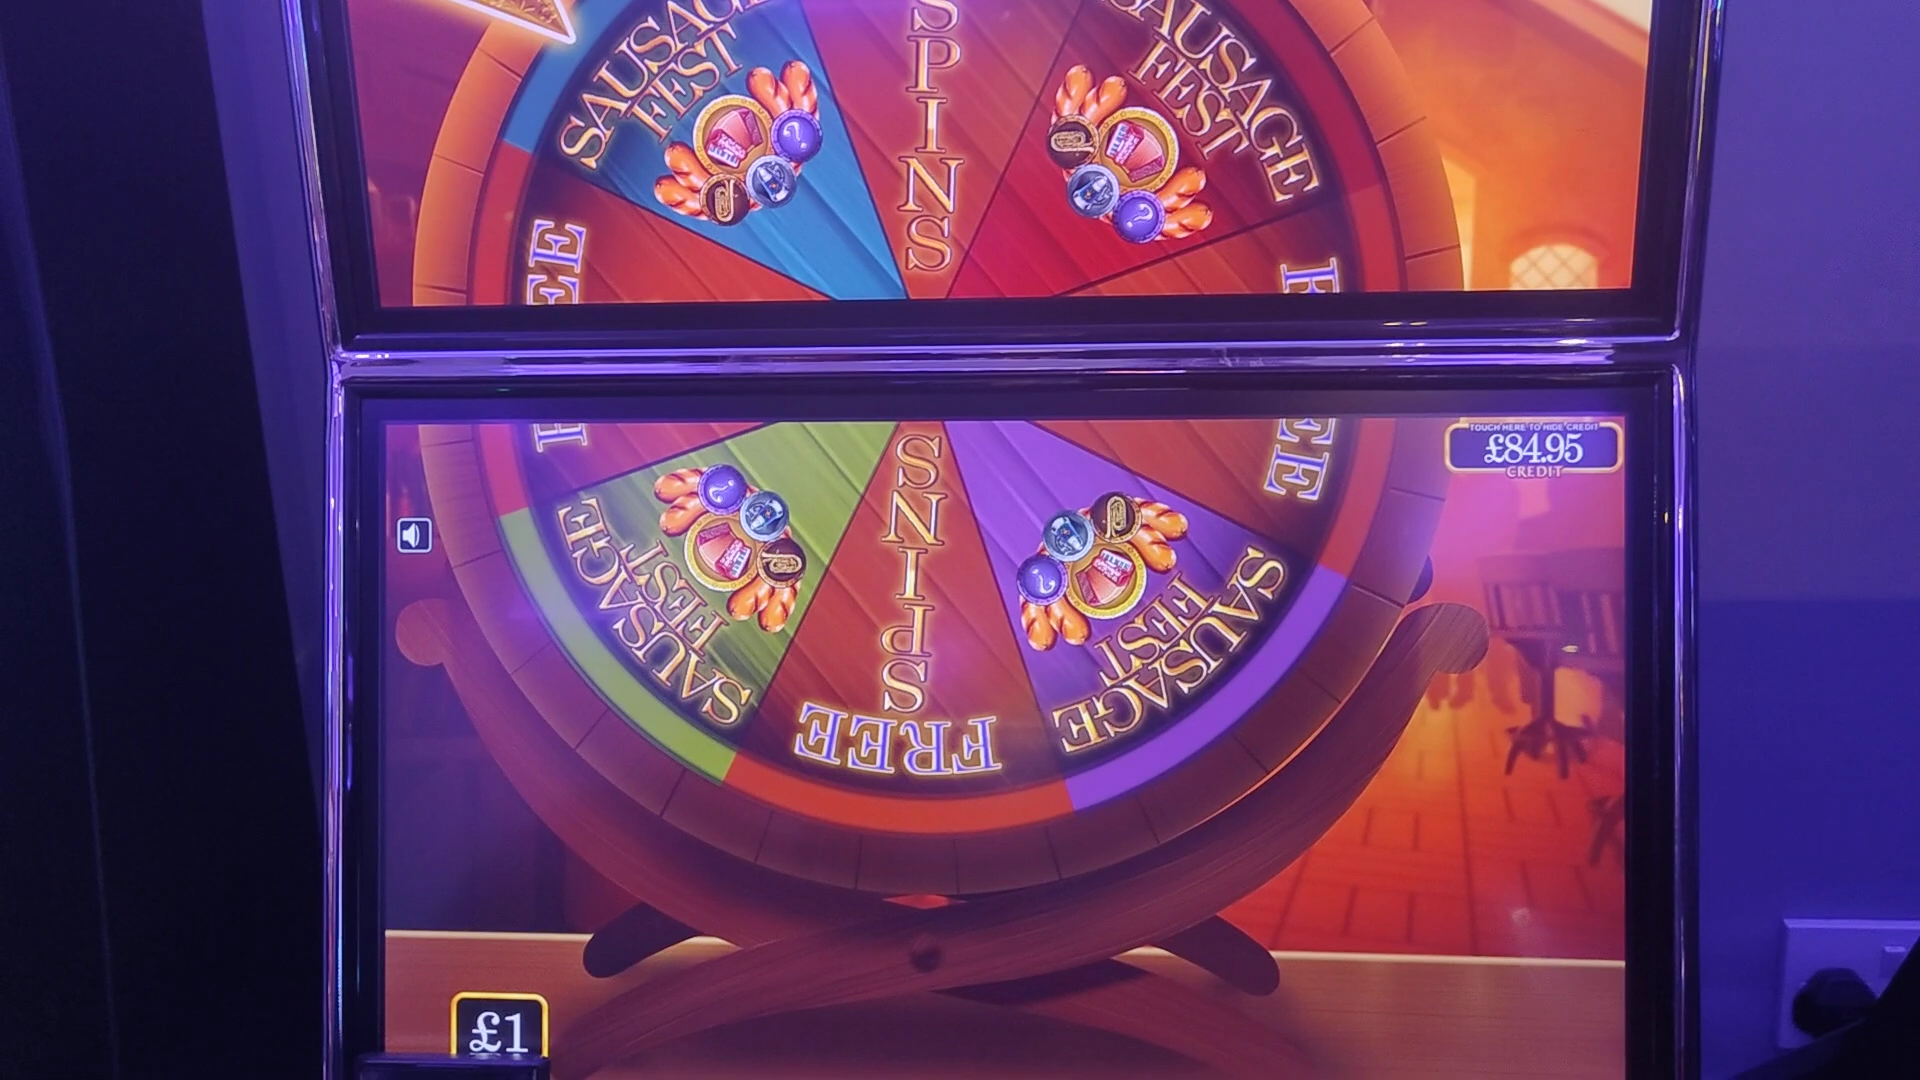 SAUSAGE
FEST
SPINS
SAUSAGE
FEST
FREE
FREE
TOUCH HERE TO HIDE CREDIT
£84.95
CREDIT
SAUSAGE
FEST
SPINS
FREE
SAUSAGE
FEST
£1